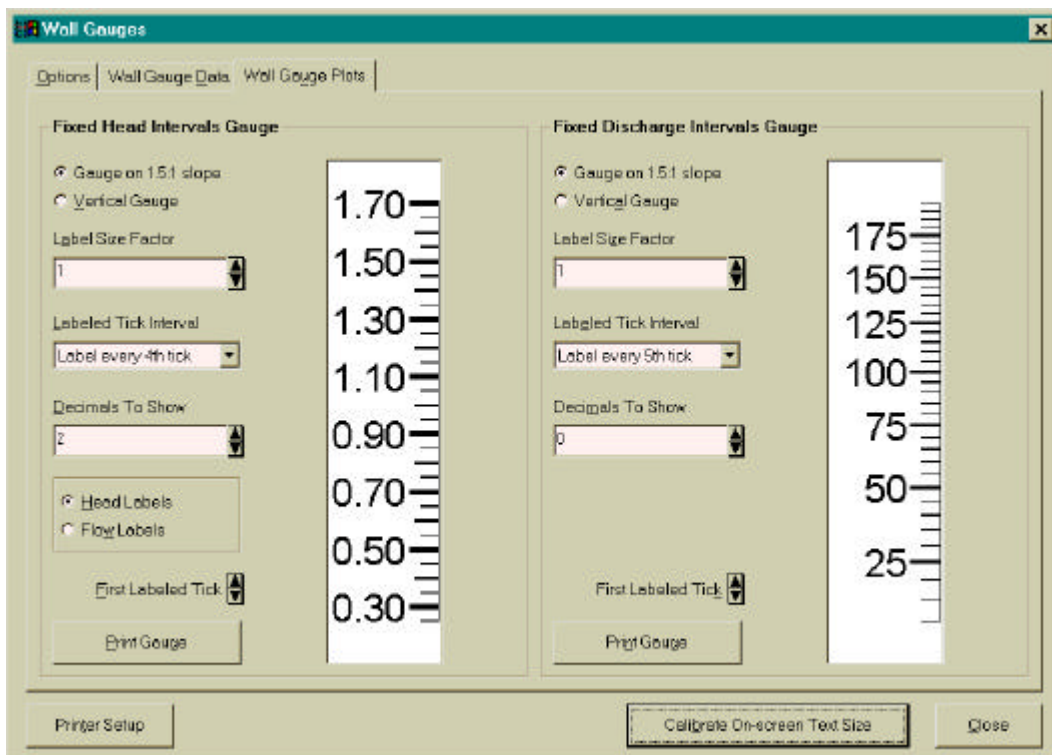 Wall Gauges
Options
Wall Gauge Data
Wall Gauge Plots
Fixed Head Intervals Gauge
Gauge on 1.5:1 slope
Vertical Gauge
Label Size Factor
1
Labeled Tick Interval
Label every 4th tick
Decimals To Show
2
Head Labels
Flow Labels
First Labeled Tick
Print Gauge
1.70
1.50
1.30
1.10
0.90
0.70
0.50
0.30
Fixed Discharge Intervals Gauge
Gauge on 1.5:1 slope
Vertical Gauge
Label Size Factor
1
Labeled Tick Interval
Label every 5th tick
Decimals To Show
0
First Labeled Tick
Print Gauge
175
150
125
100
75
50
25
Printer Setup
Calibrate On-screen Text Size
Close